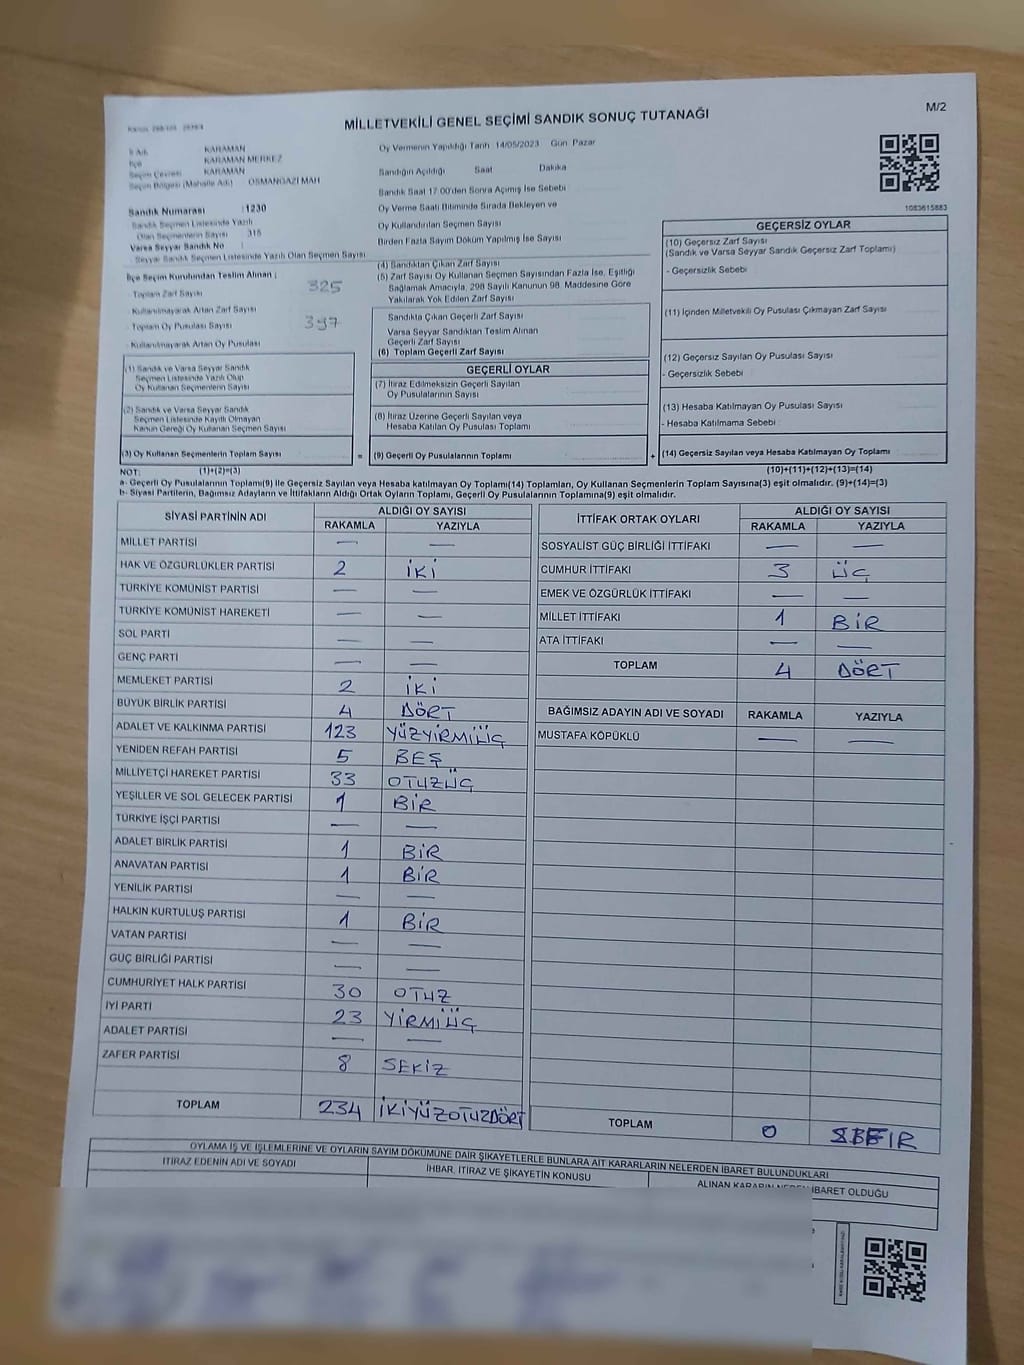 MİLLETVEKİLİ GENEL SEÇİMİ SANDIK SONUÇ TUTANAĞI
M/2
İl Adı KARAMAN
İlçe KARAMAN MERKEZ
Seçim Çevresi KARAMAN
Seçim Bölgesi (Mahalle Adı) OSMANGAZİ MAH
Sandık Numarası :1230
Sandık Seçmen Listesinde Yazılı
Olan Seçmenlerin Sayısı 315
Varsa Seyyar Sandık No :
- Seyyar Sandık Seçmen Listesinde Yazılı Olan Seçmen Sayısı
İlçe Seçim Kurulundan Teslim Alınan ;
- Toplam Zarf Sayısı 325
- Kullanılmayarak Artan Zarf Sayısı
- Toplam Oy Pusulası Sayısı 397
- Kullanılmayarak Artan Oy Pusulası
(1) Sandık ve Varsa Seyyar Sandık
Seçmen Listesinde Yazılı Olup
Oy Kullanan Seçmenlerin Sayısı
(2) Sandık ve Varsa Seyyar Sandık
Seçmen Listesinde Kayıtlı Olmayan
Kanun Gereği Oy Kullanan Seçmen Sayısı
(3) Oy Kullanan Seçmenlerin Toplam Sayısı =
Oy Vermenin Yapıldığı Tarih :14/05/2023 Gün :Pazar
Sandığın Açıldığı Saat Dakika
Sandık Saat 17:00'den Sonra Açımış İse Sebebi
Oy Verme Saati Bitiminde Sırada Bekleyen ve
Oy Kullandırılan Seçmen Sayısı
Birden Fazla Sayım Döküm Yapılmış İse Sayısı
(4) Sandıktan Çıkan Zarf Sayısı
(5) Zarf Sayısı Oy Kullanan Seçmen Sayısından Fazla İse, Eşitliği
Sağlamak Amacıyla, 298 Sayılı Kanunun 98. Maddesine Göre
Yakılarak Yok Edilen Zarf Sayısı
Sandıkta Çıkan Geçerli Zarf Sayısı
Varsa Seyyar Sandıktan Teslim Alınan
Geçerli Zarf Sayısı
(6) Toplam Geçerli Zarf Sayısı
GEÇERLİ OYLAR
(7) İtiraz Edilmeksizin Geçerli Sayılan
Oy Pusulalarının Sayısı
(8) İtiraz Üzerine Geçerli Sayılan veya
Hesaba Katılan Oy Pusulası Toplamı
(9) Geçerli Oy Pusulalarının Toplamı +
1083615883
GEÇERSİZ OYLAR
(10) Geçersiz Zarf Sayısı
(Sandık ve Varsa Seyyar Sandık Geçersiz Zarf Toplamı)
- Geçersizlik Sebebi
(11) İçinden Milletvekili Oy Pusulası Çıkmayan Zarf Sayısı
(12) Geçersiz Sayılan Oy Pusulası Sayısı
- Geçersizlik Sebebi
(13) Hesaba Katılmayan Oy Pusulası Sayısı
- Hesaba Katılmama Sebebi
(14) Geçersiz Sayılan veya Hesaba Katılmayan Oy Toplamı
NOT: (1)+(2)=(3) (10)+(11)+(12)+(13)=(14)
a- Geçerli Oy Pusulalarının Toplamı(9) ile Geçersiz Sayılan veya Hesaba katılmayan Oy Toplamı(14) Toplamları, Oy Kullanan Seçmenlerin Toplam Sayısına(3) eşit olmalıdır. (9)+(14)=(3)
b- Siyasi Partilerin, Bağımsız Adayların ve İttifakların Aldığı Ortak Oyların Toplamı, Geçerli Oy Pusulalarının Toplamına(9) eşit olmalıdır.
SİYASİ PARTİNİN ADI ALDIĞI OY SAYISI
RAKAMLA YAZIYLA
MİLLET PARTİSİ — —
HAK VE ÖZGÜRLÜKLER PARTİSİ 2 İKİ
TÜRKİYE KOMÜNİST PARTİSİ — —
TÜRKİYE KOMÜNİST HAREKETİ — —
SOL PARTİ — —
GENÇ PARTİ — —
MEMLEKET PARTİSİ 2 İKİ
BÜYÜK BİRLİK PARTİSİ 4 DÖRT
ADALET VE KALKINMA PARTİSİ 123 YÜZYİRMİÜÇ
YENİDEN REFAH PARTİSİ 5 BEŞ
MİLLİYETÇİ HAREKET PARTİSİ 33 OTUZÜÇ
YEŞİLLER VE SOL GELECEK PARTİSİ 1 BİR
TÜRKİYE İŞÇİ PARTİSİ — —
ADALET BİRLİK PARTİSİ 1 BİR
ANAVATAN PARTİSİ 1 BİR
YENİLİK PARTİSİ — —
HALKIN KURTULUŞ PARTİSİ 1 BİR
VATAN PARTİSİ — —
GÜÇ BİRLİĞİ PARTİSİ — —
CUMHURİYET HALK PARTİSİ 30 OTUZ
İYİ PARTİ 23 YİRMİÜÇ
ADALET PARTİSİ — —
ZAFER PARTİSİ 8 SEKİZ
TOPLAM 234 İKİYÜZOTUZDÖRT
İTTİFAK ORTAK OYLARI ALDIĞI OY SAYISI
RAKAMLA YAZIYLA
SOSYALİST GÜÇ BİRLİĞİ İTTİFAKI — —
CUMHUR İTTİFAKI 3 ÜÇ
EMEK VE ÖZGÜRLÜK İTTİFAKI — —
MİLLET İTTİFAKI 1 BİR
ATA İTTİFAKI — —
TOPLAM 4 DÖRT
BAĞIMSIZ ADAYIN ADI VE SOYADI RAKAMLA YAZIYLA
MUSTAFA KÖPÜKLÜ — —
TOPLAM 0
OYLAMA İŞ VE İŞLEMLERİNE VE OYLARIN SAYIM DÖKÜMÜNE DAİR ŞİKAYETLERLE BUNLARA AİT KARARLARIN NELERDEN İBARET BULUNDUKLARI
İTİRAZ EDENİN ADI VE SOYADI İHBAR, İTİRAZ VE ŞİKAYETİN KONUSU ALINAN KARARIN NEDEN İBARET OLDUĞU